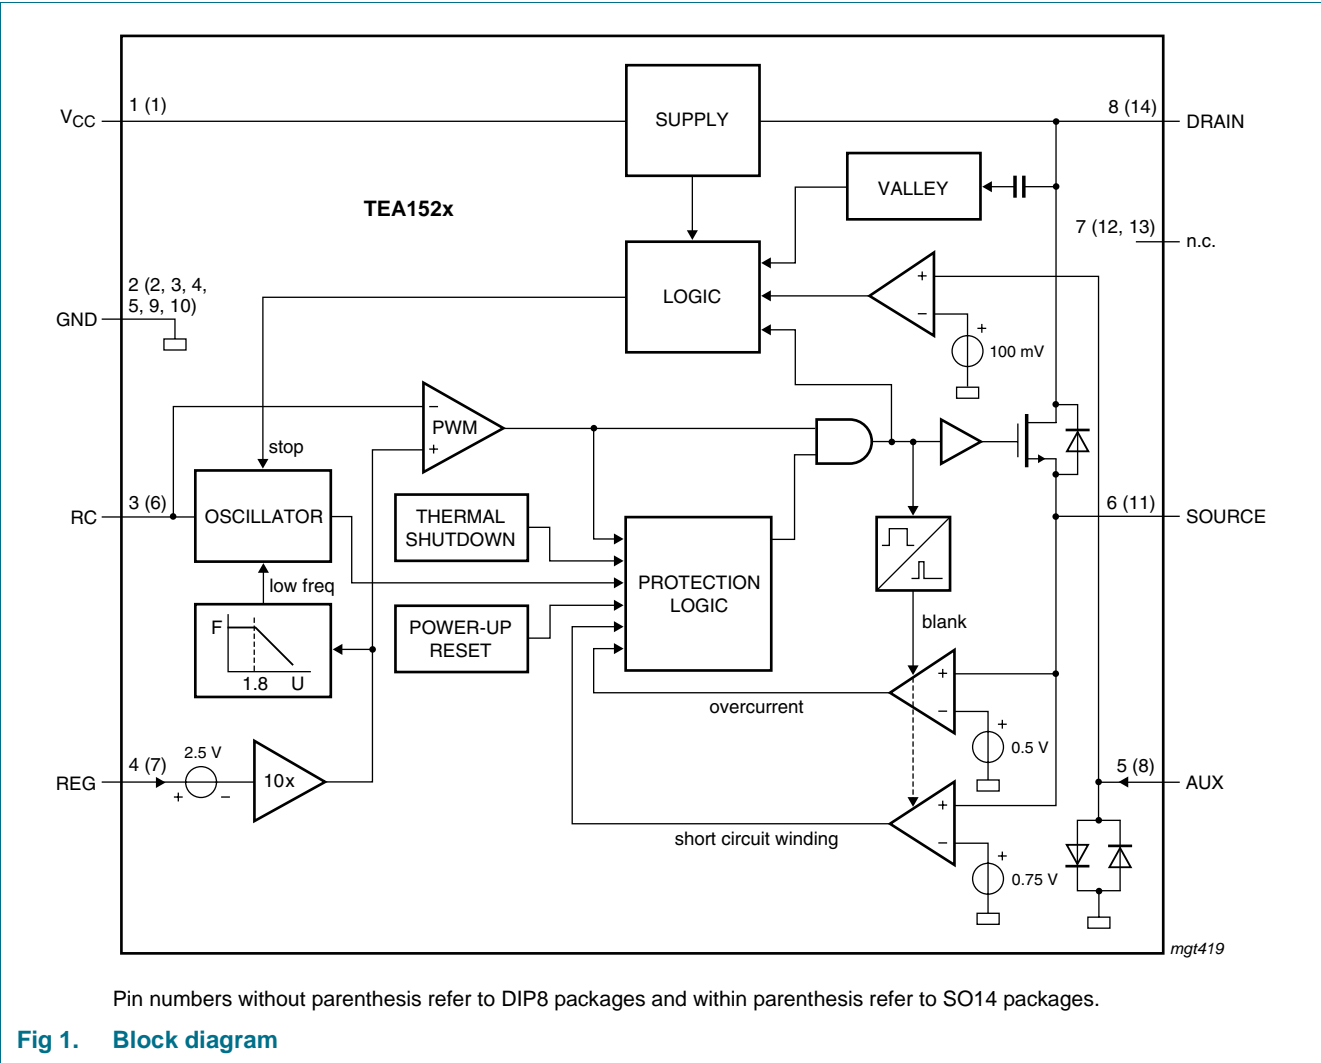 VCC
1 (1)
SUPPLY
8 (14)
DRAIN
VALLEY
TEA152x
7 (12, 13)
n.c.
2 (2, 3, 4,
5, 9, 10)
GND
LOGIC
+
−
+
100 mV
−
PWM
+
stop
3 (6)
RC
OSCILLATOR
THERMAL
SHUTDOWN
6 (11)
SOURCE
low freq
PROTECTION
LOGIC
F
1.8 U
POWER-UP
RESET
blank
+
−
overcurrent
+
0.5 V
2.5 V
4 (7)
REG
+ −
10x
5 (8)
AUX
+
−
short circuit winding
+
0.75 V
mgt419
Pin numbers without parenthesis refer to DIP8 packages and within parenthesis refer to SO14 packages.
Fig 1. Block diagram